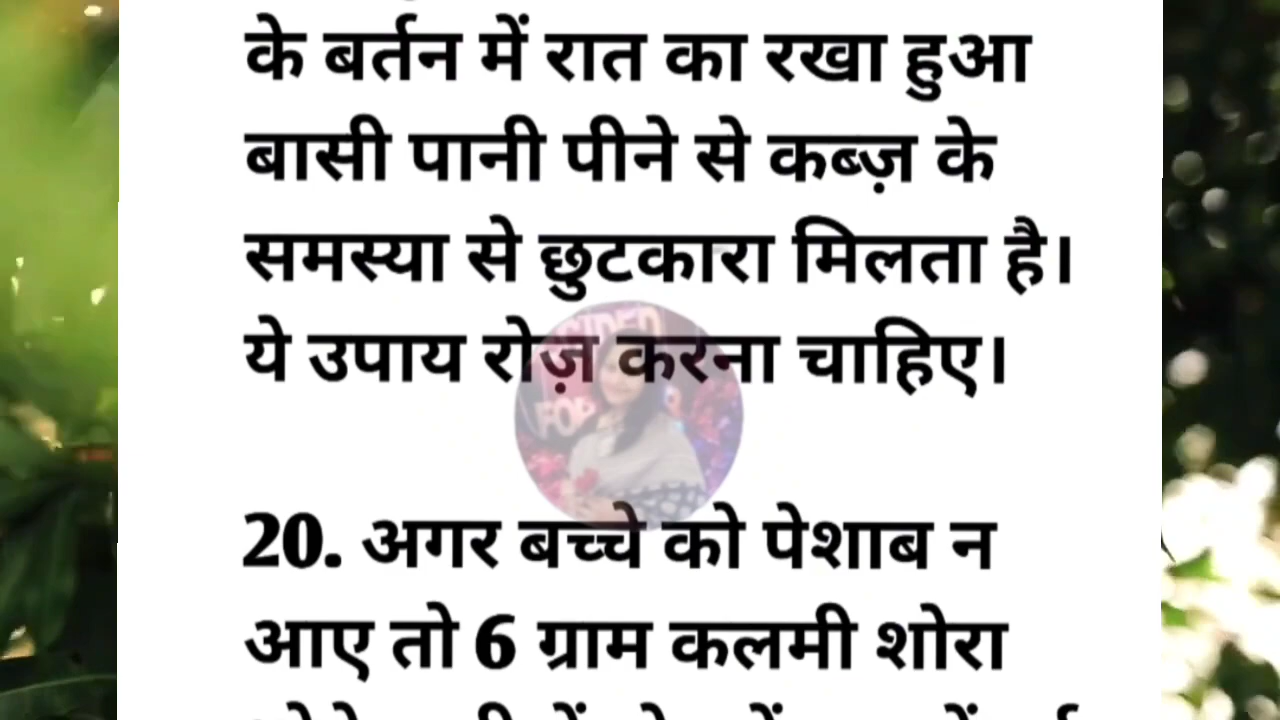 के बर्तन में रात का रखा हुआ
बासी पानी पीने से कब्ज़ के
समस्या से छुटकारा मिलता है।
ये उपाय रोज़ करना चाहिए।
20. अगर बच्चे को पेशाब न
आए तो 6 ग्राम कलमी शोरा